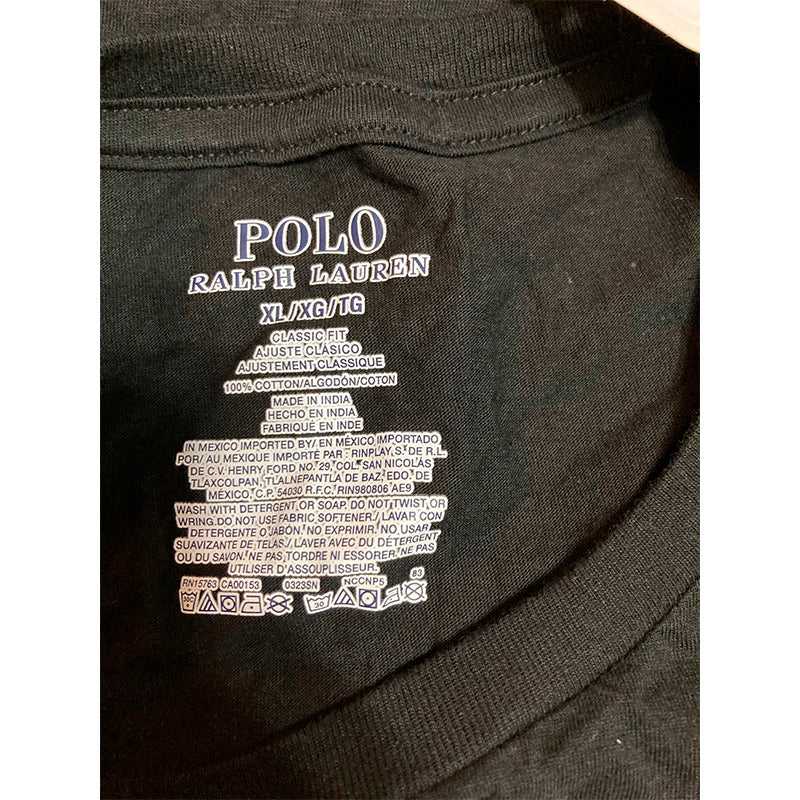 POLO
RALPH LAUREN
XL/XG/TG
CLASSIC FIT
AJUSTE CLÁSICO
AJUSTEMENT CLASSIQUE
100% COTTON/ALGODÓN/COTON
MADE IN INDIA
HECHO EN INDIA
FABRIQUÉ EN INDE
IN MEXICO IMPORTED BY/ EN MÉXICO IMPORTADO
POR/ AU MEXIQUE IMPORTÉ PAR : RINPLAY S. DE R.L.
DE C.V. HENRY FORD NO. 29, COL. SAN NICOLÁS
TLAXCOLPAN, TLALNEPANTLA DE BAZ, EDO. DE
MÉXICO, C.P. 54030 R.F.C. RIN980806 AE9
WASH WITH DETERGENT OR SOAP. DO NOT TWIST OR
WRING.DO NOT USE FABRIC SOFTENER./ LAVAR CON
DETERGENTE O JABÓN. NO EXPRIMIR. NO USAR
SUAVIZANTE DE TELAS./ LAVER AVEC DU DÉTERGENT
OU DU SAVON. NE PAS TORDRE NI ESSORER. NE PAS
UTILISER D'ASSOUPLISSEUR.
RN15763 CA00153 0323SN NCCNP5 83
30C 30